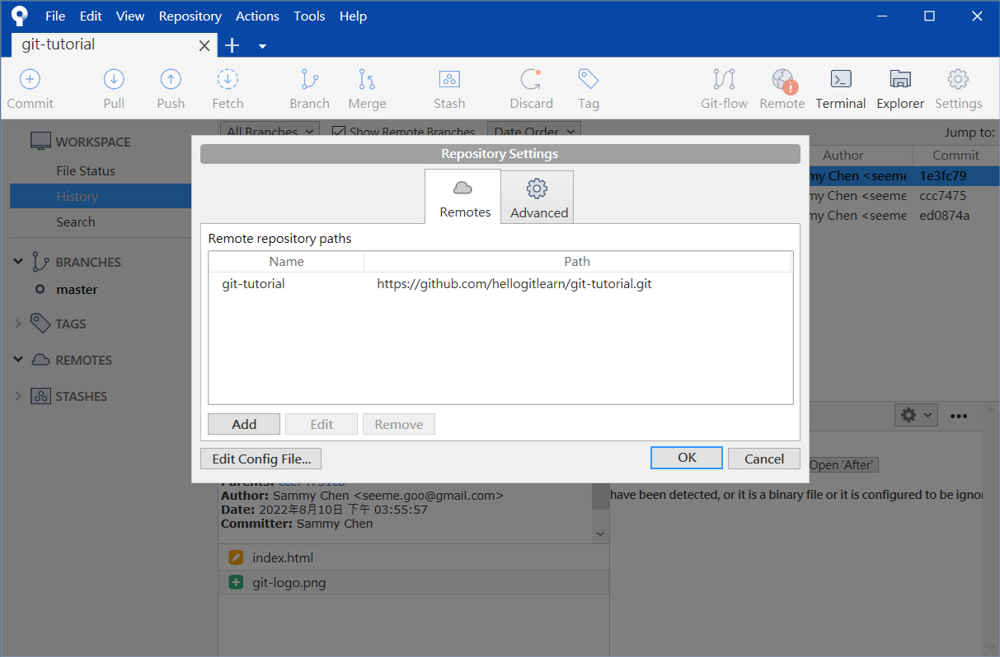 File Edit View Repository Actions Tools Help
git-tutorial
Commit Pull Push Fetch Branch Merge Stash Discard Tag Git-flow Remote Terminal Explorer Settings
WORKSPACE
File Status
History
Search
BRANCHES
master
TAGS
REMOTES
STASHES
All Branches Show Remote Branches Date Order Jump to:
Author Commit
my Chen <seeme 1e3fc79
my Chen <seeme ccc7475
my Chen <seeme ed0874a
Repository Settings
Remotes Advanced
Remote repository paths
Name Path
git-tutorial https://github.com/hellogitlearn/git-tutorial.git
Add Edit Remove
Edit Config File... OK Cancel
Open 'After'
Parents:
Author: Sammy Chen <seeme.goo@gmail.com>
Date: 2022年8月10日 下午 03:55:57
Committer: Sammy Chen
have been detected, or it is a binary file or it is configured to be ignor
index.html
git-logo.png